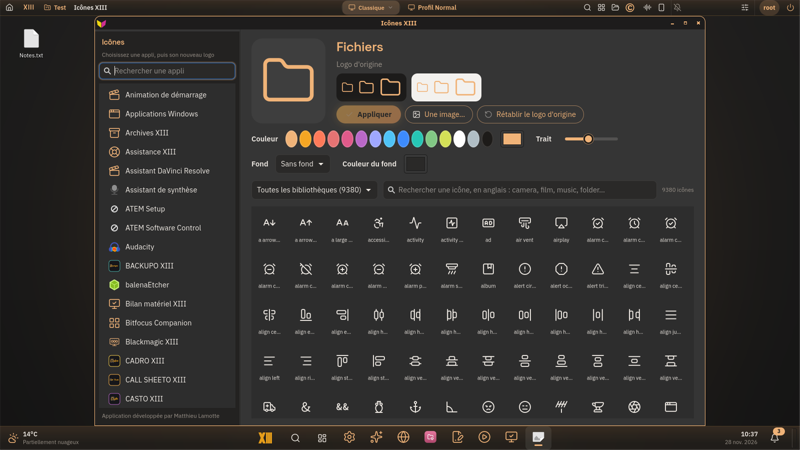 XIII Test Icônes XIII Classique Profil Normal root
Icônes XIII
Notes.txt
Icônes
Choisissez une appli, puis son nouveau logo
Rechercher une appli
Animation de démarrage
Applications Windows
Archives XIII
Assistance XIII
Assistant DaVinci Resolve
Assistant de synthèse
ATEM Setup
ATEM Software Control
Audacity
BACKUPO XIII
balenaEtcher
Bilan matériel XIII
Bitfocus Companion
Blackmagic XIII
CADRO XIII
CALL SHEETO XIII
CASTO XIII
Application développée par Matthieu Lamotte
Fichiers
Logo d'origine
Appliquer Une image... Rétablir le logo d'origine
Couleur Trait
Fond Sans fond Couleur du fond
Toutes les bibliothèques (9380) Rechercher une icône, en anglais : camera, film, music, folder... 9380 icônes
a arrow... a arrow... a large ... accessi... activity activity ... ad air vent airplay alarm c... alarm c... alarm c...
alarm c... alarm c... alarm c... alarm c... alarm p... alarm s... album alert cir... alert oc... alert tri... align ce... align ce...
align ce... align e... align e... align h... align h... align h... align h... align h... align h... align h... align h... align ju...
align left align ri... align st... align st... align ve... align ve... align ve... align ve... align ve... align ve... align ve... align ve...
14°C
Partiellement nuageux
XIII
10:37
28 nov. 2026
3